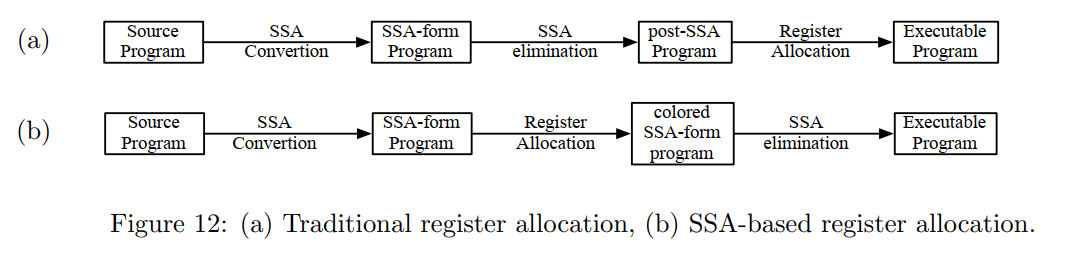 (a)
Source
Program
SSA
Convertion
SSA-form
Program
SSA
elimination
post-SSA
Program
Register
Allocation
Executable
Program
(b)
Source
Program
SSA
Convertion
SSA-form
Program
Register
Allocation
colored
SSA-form
program
SSA
elimination
Executable
Program
Figure 12: (a) Traditional register allocation, (b) SSA-based register allocation.